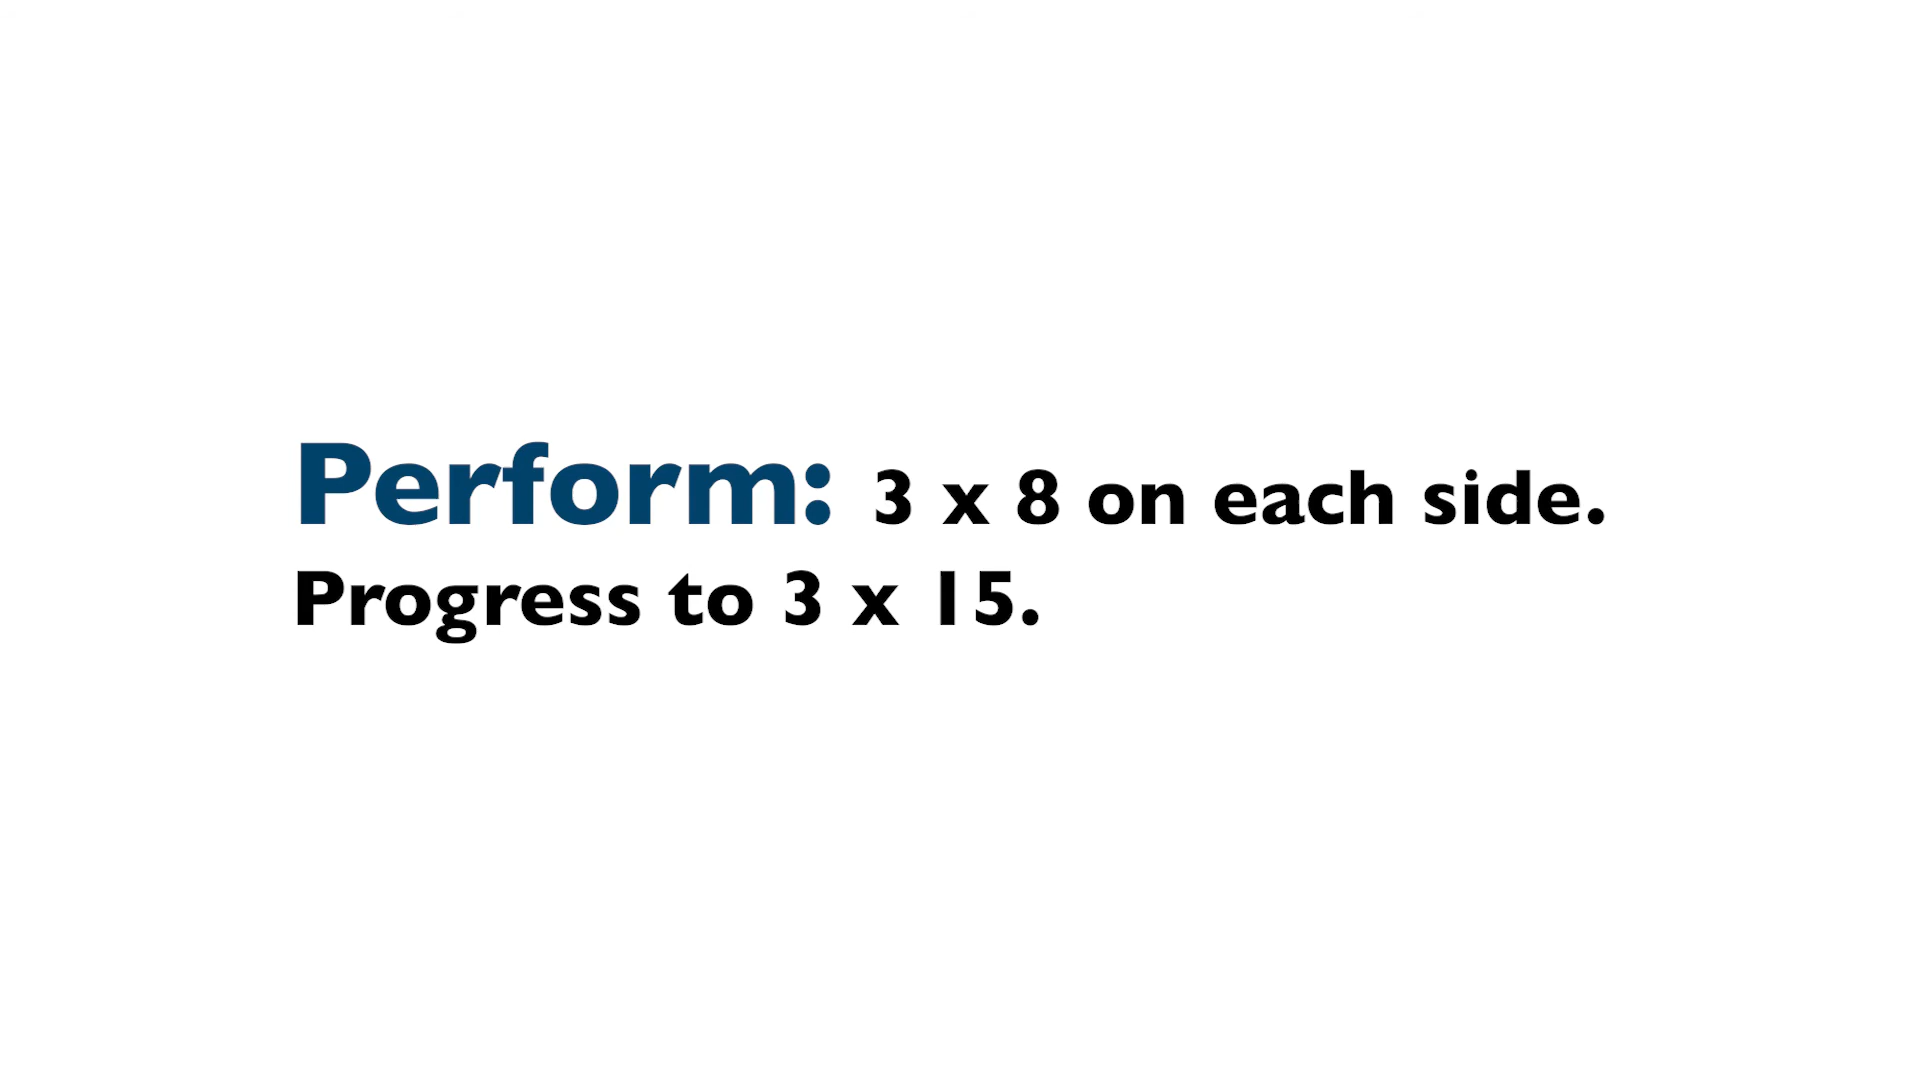 Perform: 3 x 8 on each side.
Progress to 3 x 15.